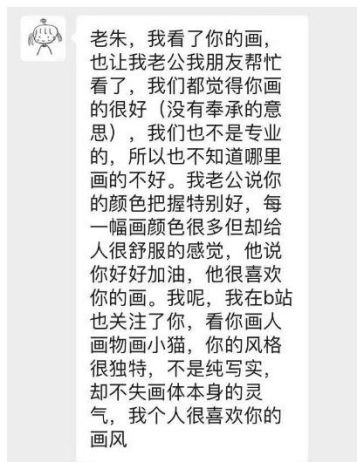 老朱，我看了你的画，
也让我老公我朋友帮忙
看了，我们都觉得你画
的很好（没有奉承的意
思），我们也不是专业
的，所以也不知道哪里
画的不好。我老公说你
的颜色把握特别好，每
一幅画颜色很多但却给
人很舒服的感觉，他说
你好好加油，他很喜欢
你的画。我呢，我在b站
也关注了你，看你画人
物画小猫，你的风格
很独特，不是纯写实，
却不失画体本身的灵
气，我个人很喜欢你的
画风